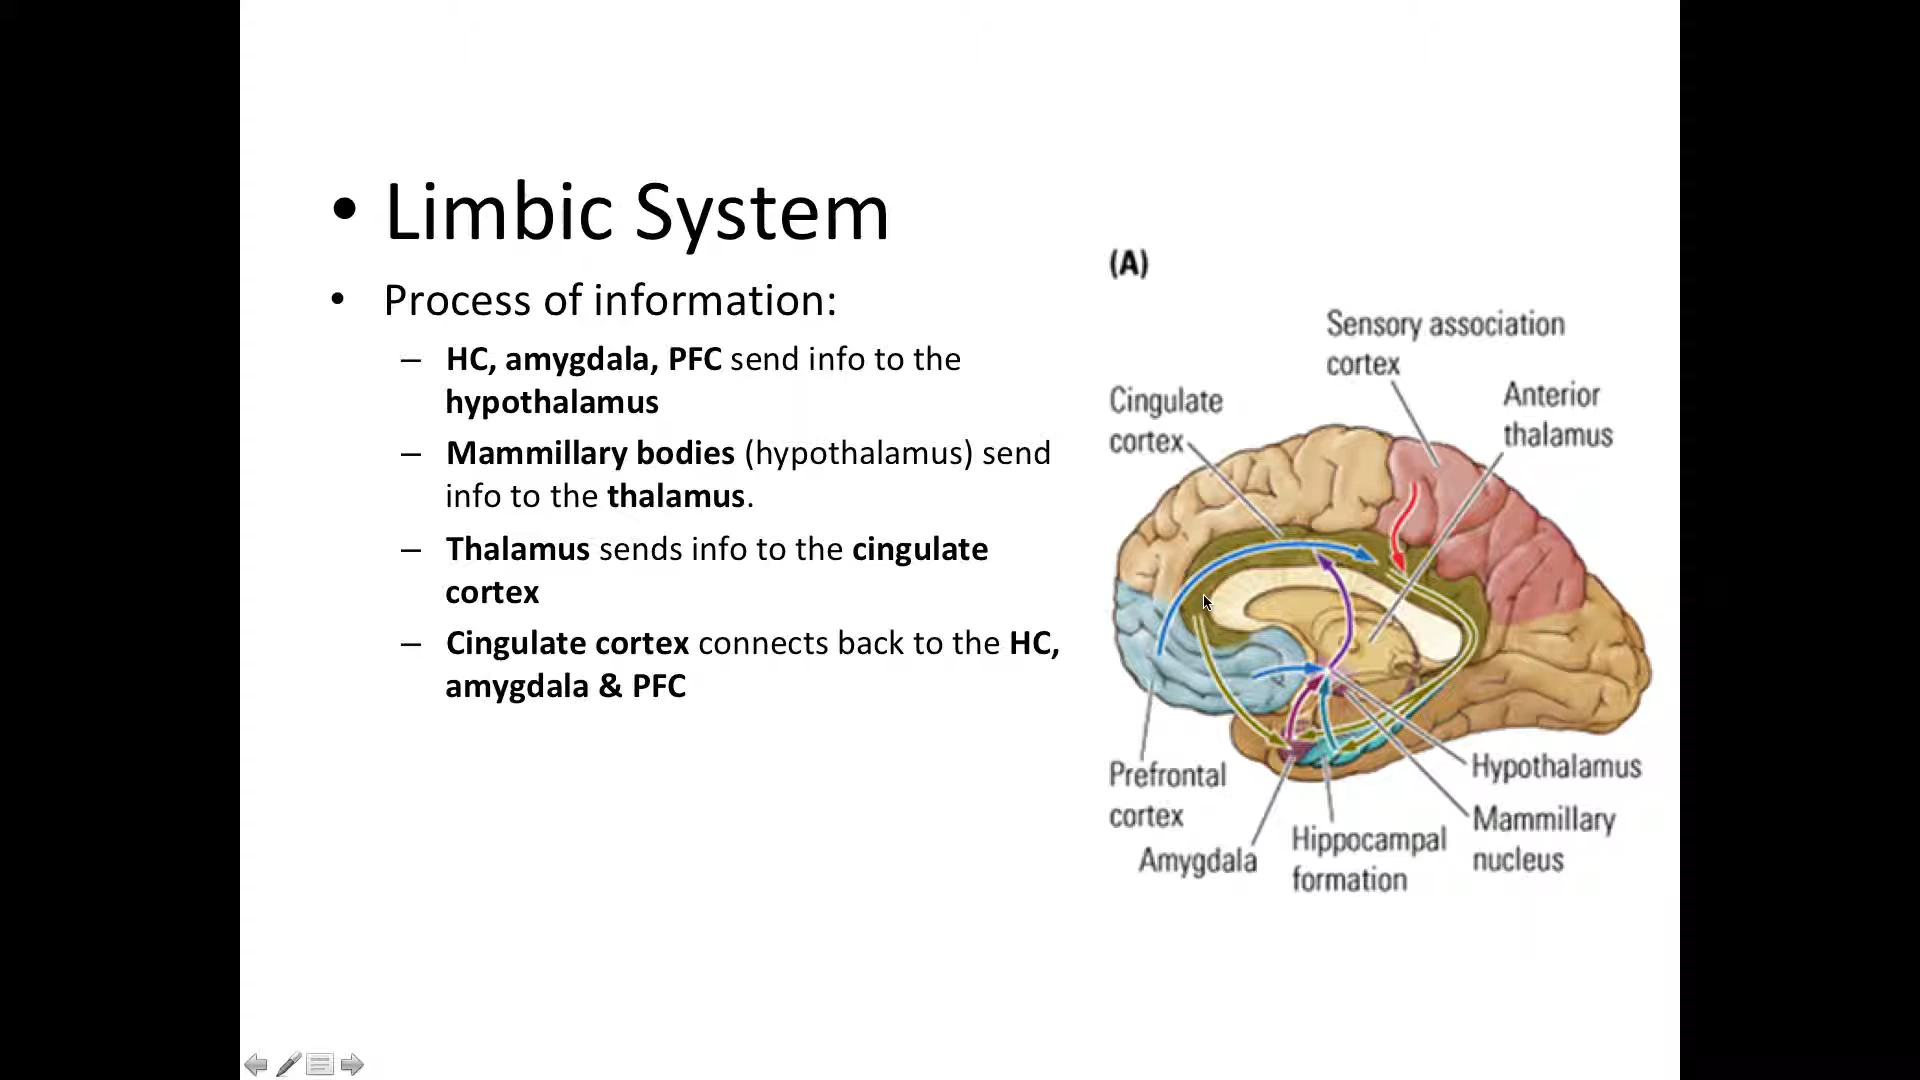 • Limbic System
• Process of information:
– HC, amygdala, PFC send info to the
hypothalamus
– Mammillary bodies (hypothalamus) send
info to the thalamus.
– Thalamus sends info to the cingulate
cortex
– Cingulate cortex connects back to the HC,
amygdala & PFC
(A)
Sensory association
cortex
Cingulate
cortex
Anterior
thalamus
Prefrontal
cortex
Amygdala
Hippocampal
formation
Hypothalamus
Mammillary
nucleus